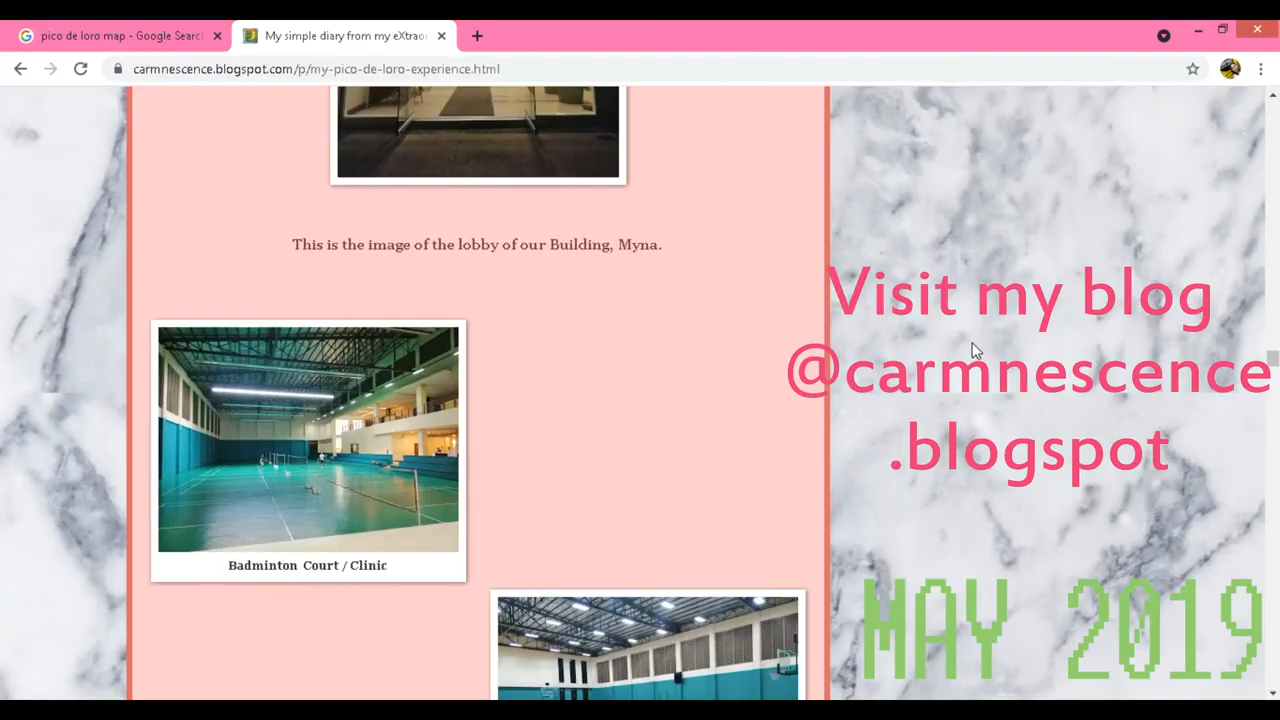 pico de loro map - Google Searc
My simple diary from my eXtrao
carmnescence.blogspot.com/p/my-pico-de-loro-experience.html
This is the image of the lobby of our Building, Myna.
Badminton Court / Clinic
Visit my blog
@carmnescence
.blogspot
MAY 2019